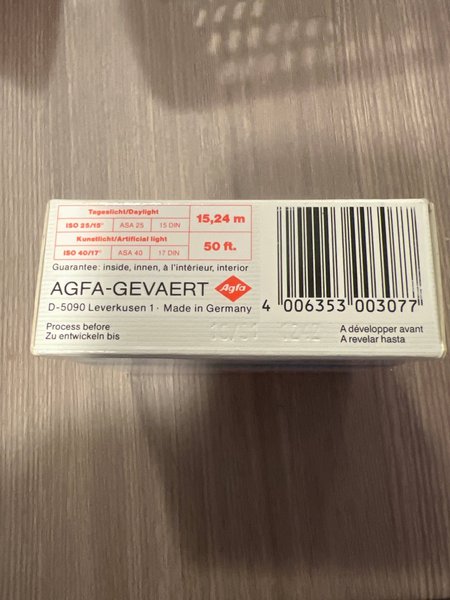 Tageslicht/Daylight
ISO 25/15° ASA 25 15 DIN
15,24 m
Kunstlicht/Artificial light
ISO 40/17° ASA 40 17 DIN
50 ft.
Guarantee: inside, innen, à l'intérieur, interior
AGFA-GEVAERT Agfa
D-5090 Leverkusen 1 · Made in Germany
4 006353 003077
Process before
Zu entwickeln bis
A développer avant
A revelar hasta